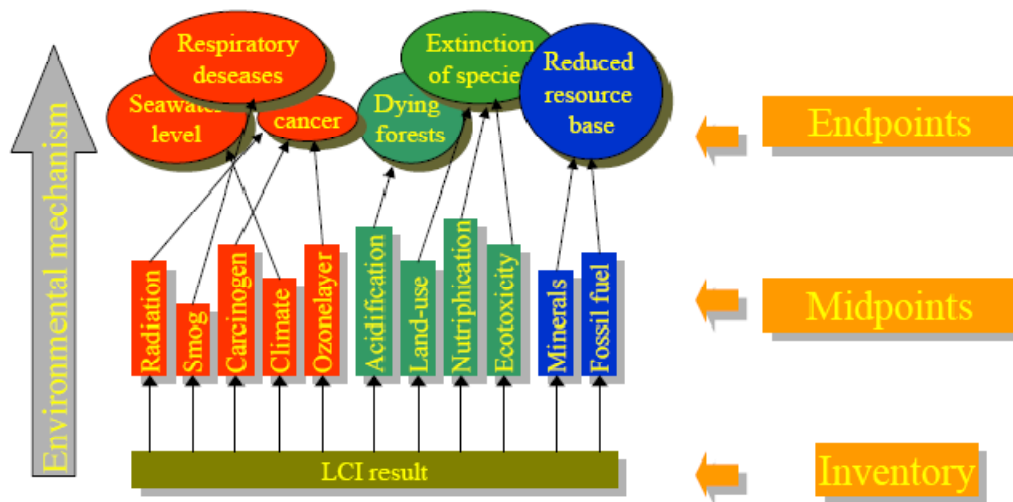 Respiratory
deseases
Seawater
level
cancer
Dying
forests
Extinction
of specie
Reduced
resource
base
Endpoints
Environmental mechanism
Radiation
Smog
Carcinogen
Climate
Ozonelayer
Acidification
Land-use
Nutriphication
Ecotoxicity
Minerals
Fossil fuel
Midpoints
LCI result
Inventory